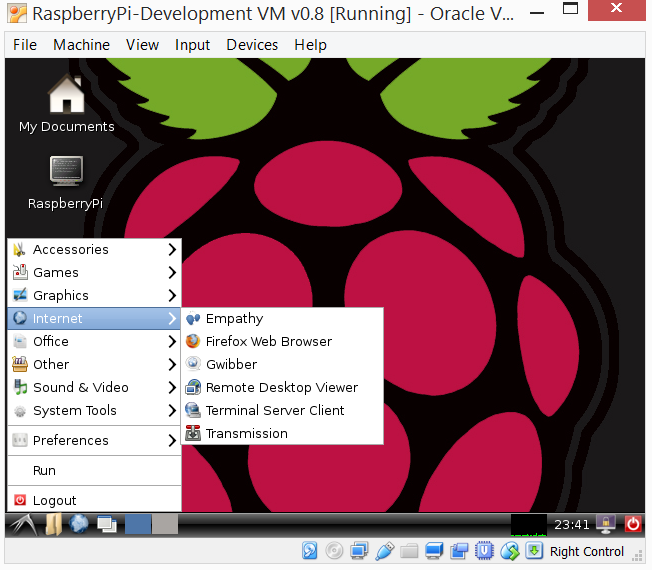 RaspberryPi-Development VM v0.8 [Running] - Oracle V...
File Machine View Input Devices Help
My Documents
RaspberryPi
Accessories
Games
Graphics
Internet
Office
Other
Sound & Video
System Tools
Preferences
Run
Logout
Empathy
Firefox Web Browser
Gwibber
Remote Desktop Viewer
Terminal Server Client
Transmission
23:41
Right Control